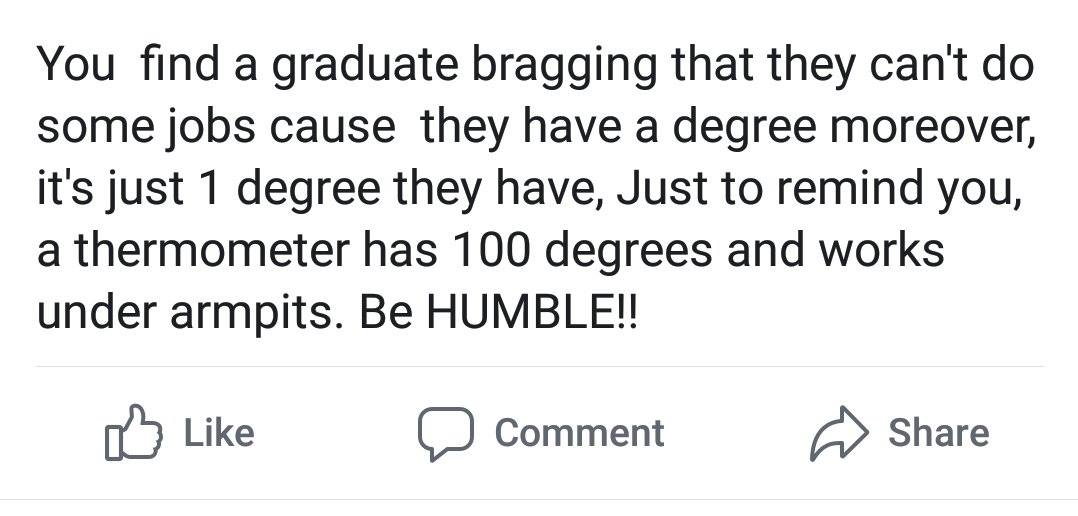 You  find a graduate bragging that they can't do
some jobs cause  they have a degree moreover,
it's just 1 degree they have, Just to remind you,
a thermometer has 100 degrees and works
under armpits. Be HUMBLE!!
Like Comment Share